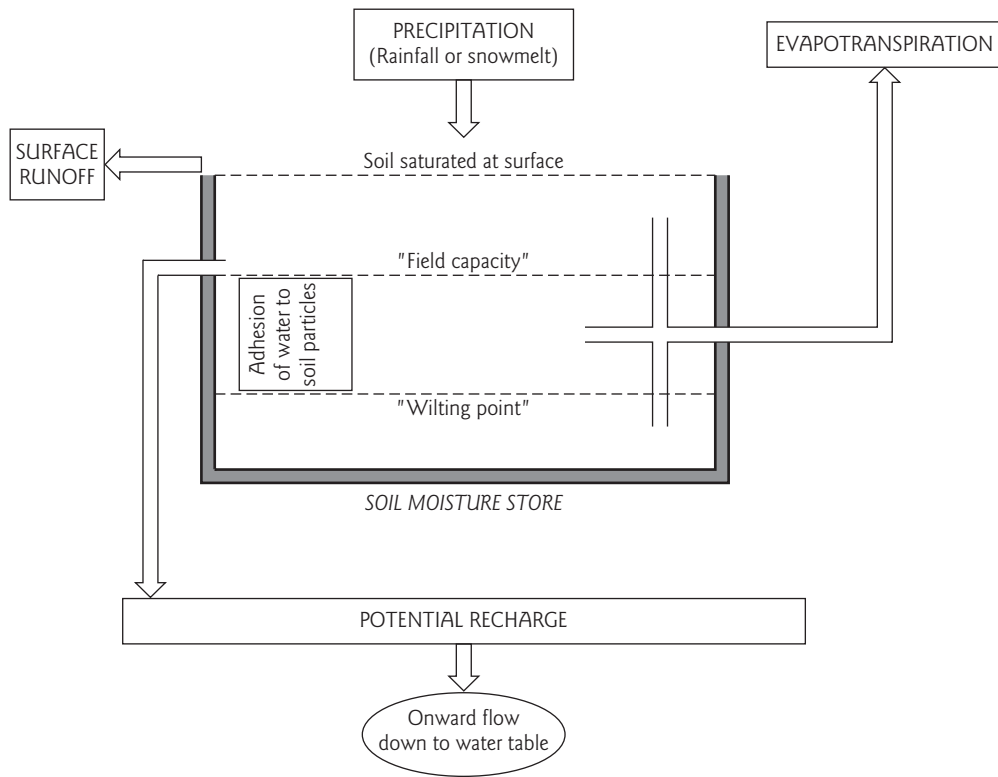 PRECIPITATION
(Rainfall or snowmelt)
EVAPOTRANSPIRATION
SURFACE
RUNOFF
Soil saturated at surface
"Field capacity"
Adhesion
of water to
soil particles
"Wilting point"
SOIL MOISTURE STORE
POTENTIAL RECHARGE
Onward flow
down to water table